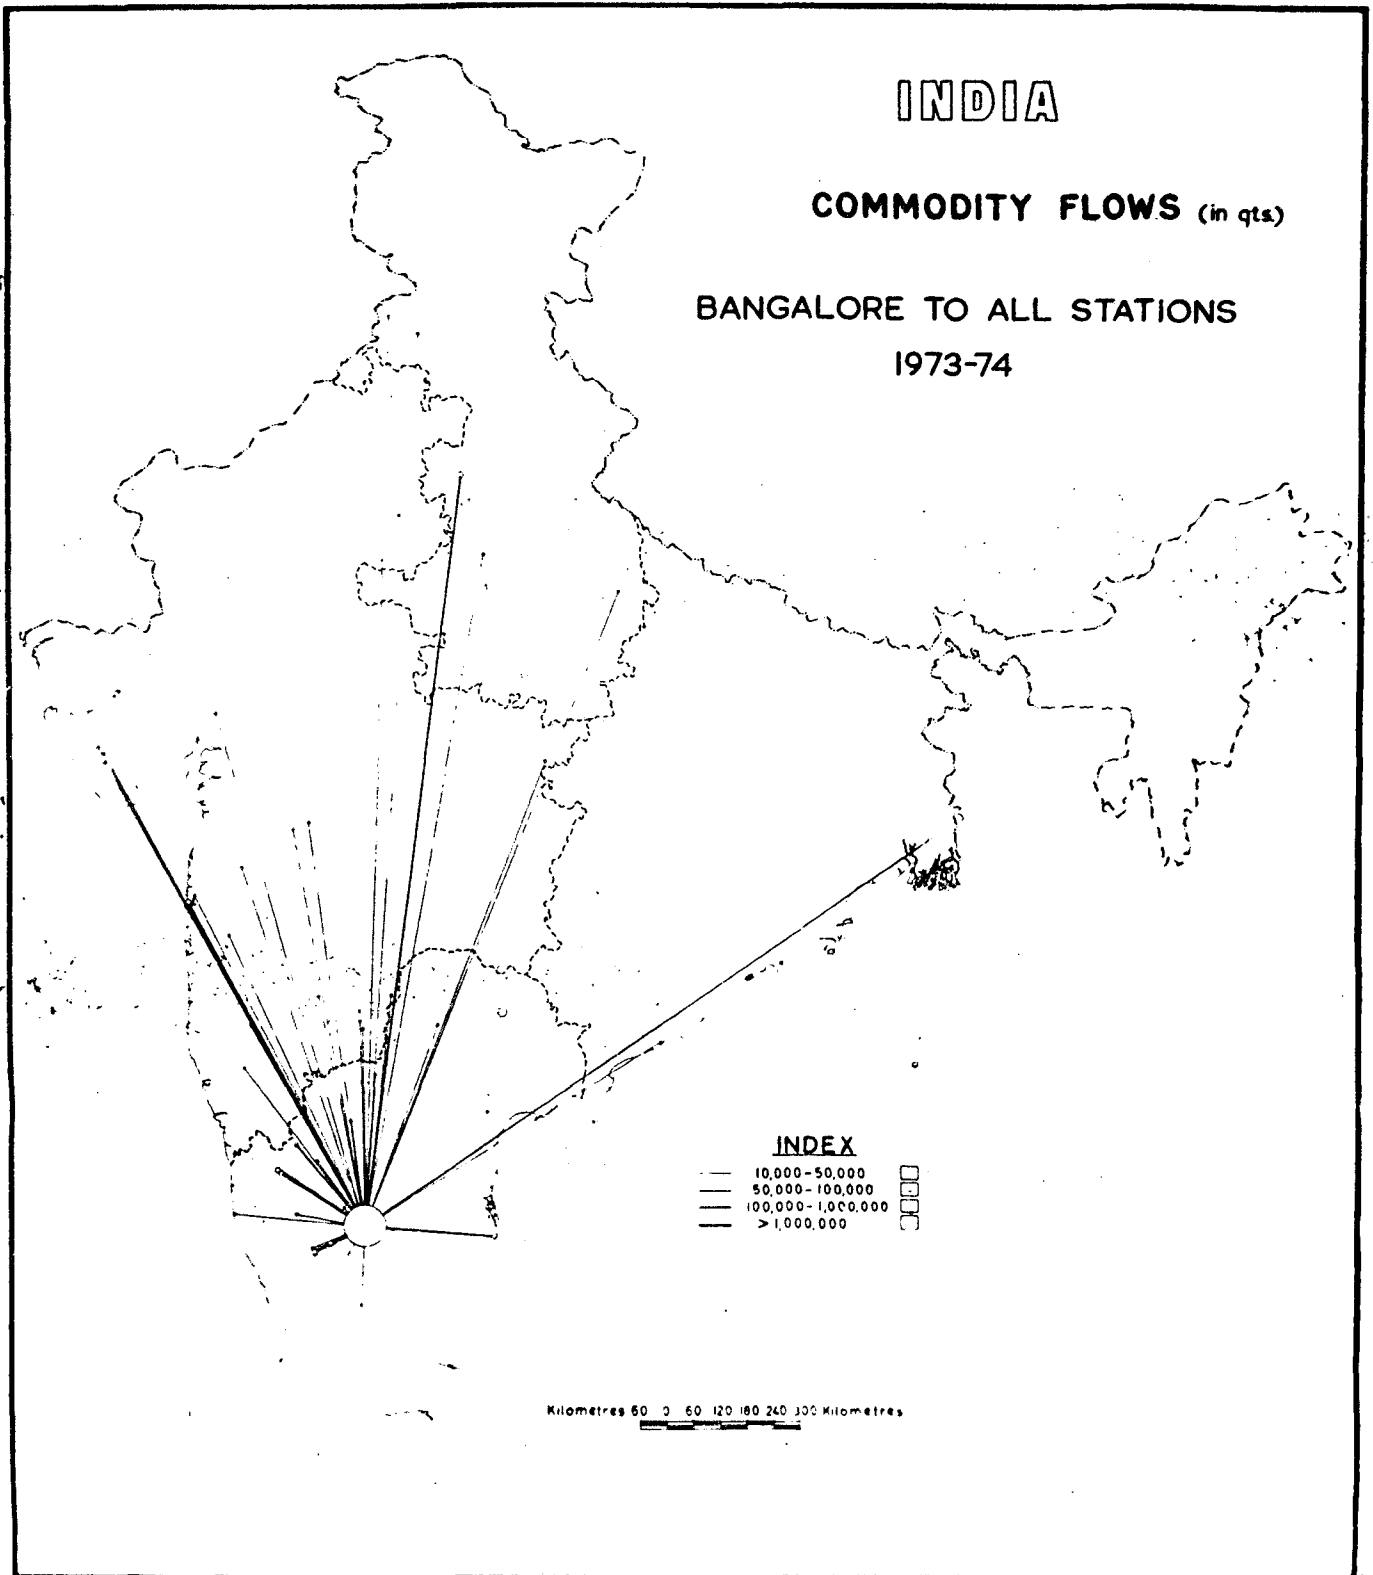 INDIA
COMMODITY FLOWS (in qts.)
BANGALORE TO ALL STATIONS
1973-74
INDEX
10,000-50,000
50,000-100,000
100,000-1,000,000
>1,000,000
Kilometres 60 0 60 120 180 240 300 Kilometres